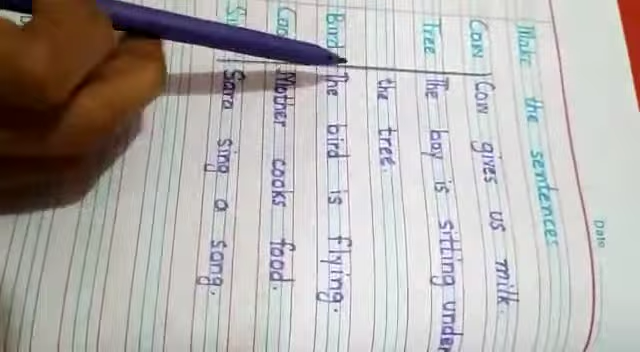 Date
Make the sentences
Cow Cow gives us milk.
Tree The boy is sitting under
the tree.
Bird The bird is flying.
Mother cooks food.
Sara sing a song.